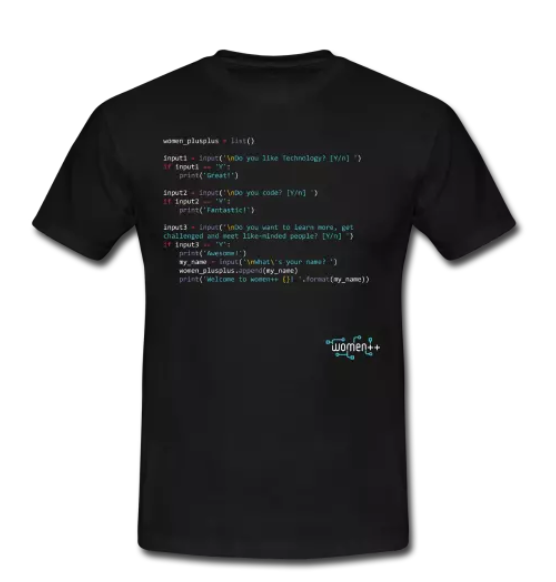 women_plusplus = list()
input1 = input('\nDo you like Technology? [Y/n] ')
if input1 == 'Y':
    print('Great!')
input2 = input('\nDo you code? [Y/n] ')
if input2 == 'Y':
    print('Fantastic!')
input3 = input('\nDo you want to learn more, get
challenged and meet like-minded people? [Y/n] ')
if input3 == 'Y':
    print('Awesome!')
    my_name = input('\nWhat\'s your name? ')
    women_plusplus.append(my_name)
    print('Welcome to women++ {}! '.format(my_name))
women++